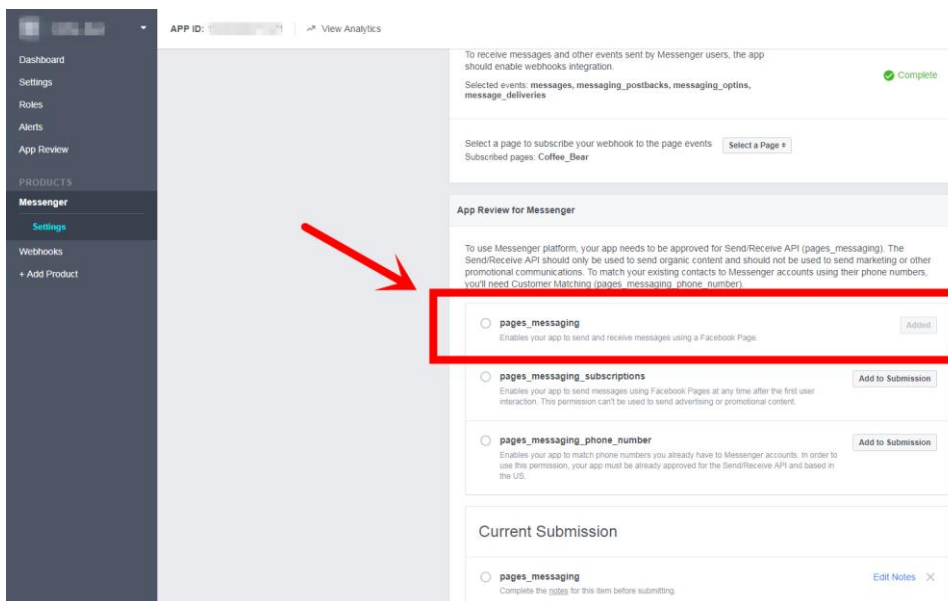 APP ID:
View Analytics
Dashboard
Settings
Roles
Alerts
App Review
PRODUCTS
Messenger
Settings
Webhooks
+ Add Product
To receive messages and other events sent by Messenger users, the app
should enable webhooks integration.
Complete
Selected events: messages, messaging_postbacks, messaging_optins,
message_deliveries
Select a page to subscribe your webhook to the page events
Select a Page
Subscribed pages: Coffee_Bear
App Review for Messenger
To use Messenger platform, your app needs to be approved for Send/Receive API (pages_messaging). The
Send/Receive API should only be used to send organic content and should not be used to send marketing or other
promotional communications. To match your existing contacts to Messenger accounts using their phone numbers,
you'll need Customer Matching (pages_messaging_phone_number).
pages_messaging
Added
Enables your app to send and receive messages using a Facebook Page.
pages_messaging_subscriptions
Add to Submission
Enables your app to send messages using Facebook Pages at any time after the first user
interaction. This permission can't be used to send advertising or promotional content.
pages_messaging_phone_number
Add to Submission
Enables your app to match phone numbers you already have to Messenger accounts. In order to
use this permission, your app must be already approved for the Send/Receive API and based in
the US.
Current Submission
pages_messaging
Edit Notes
Complete the notes for this item before submitting.